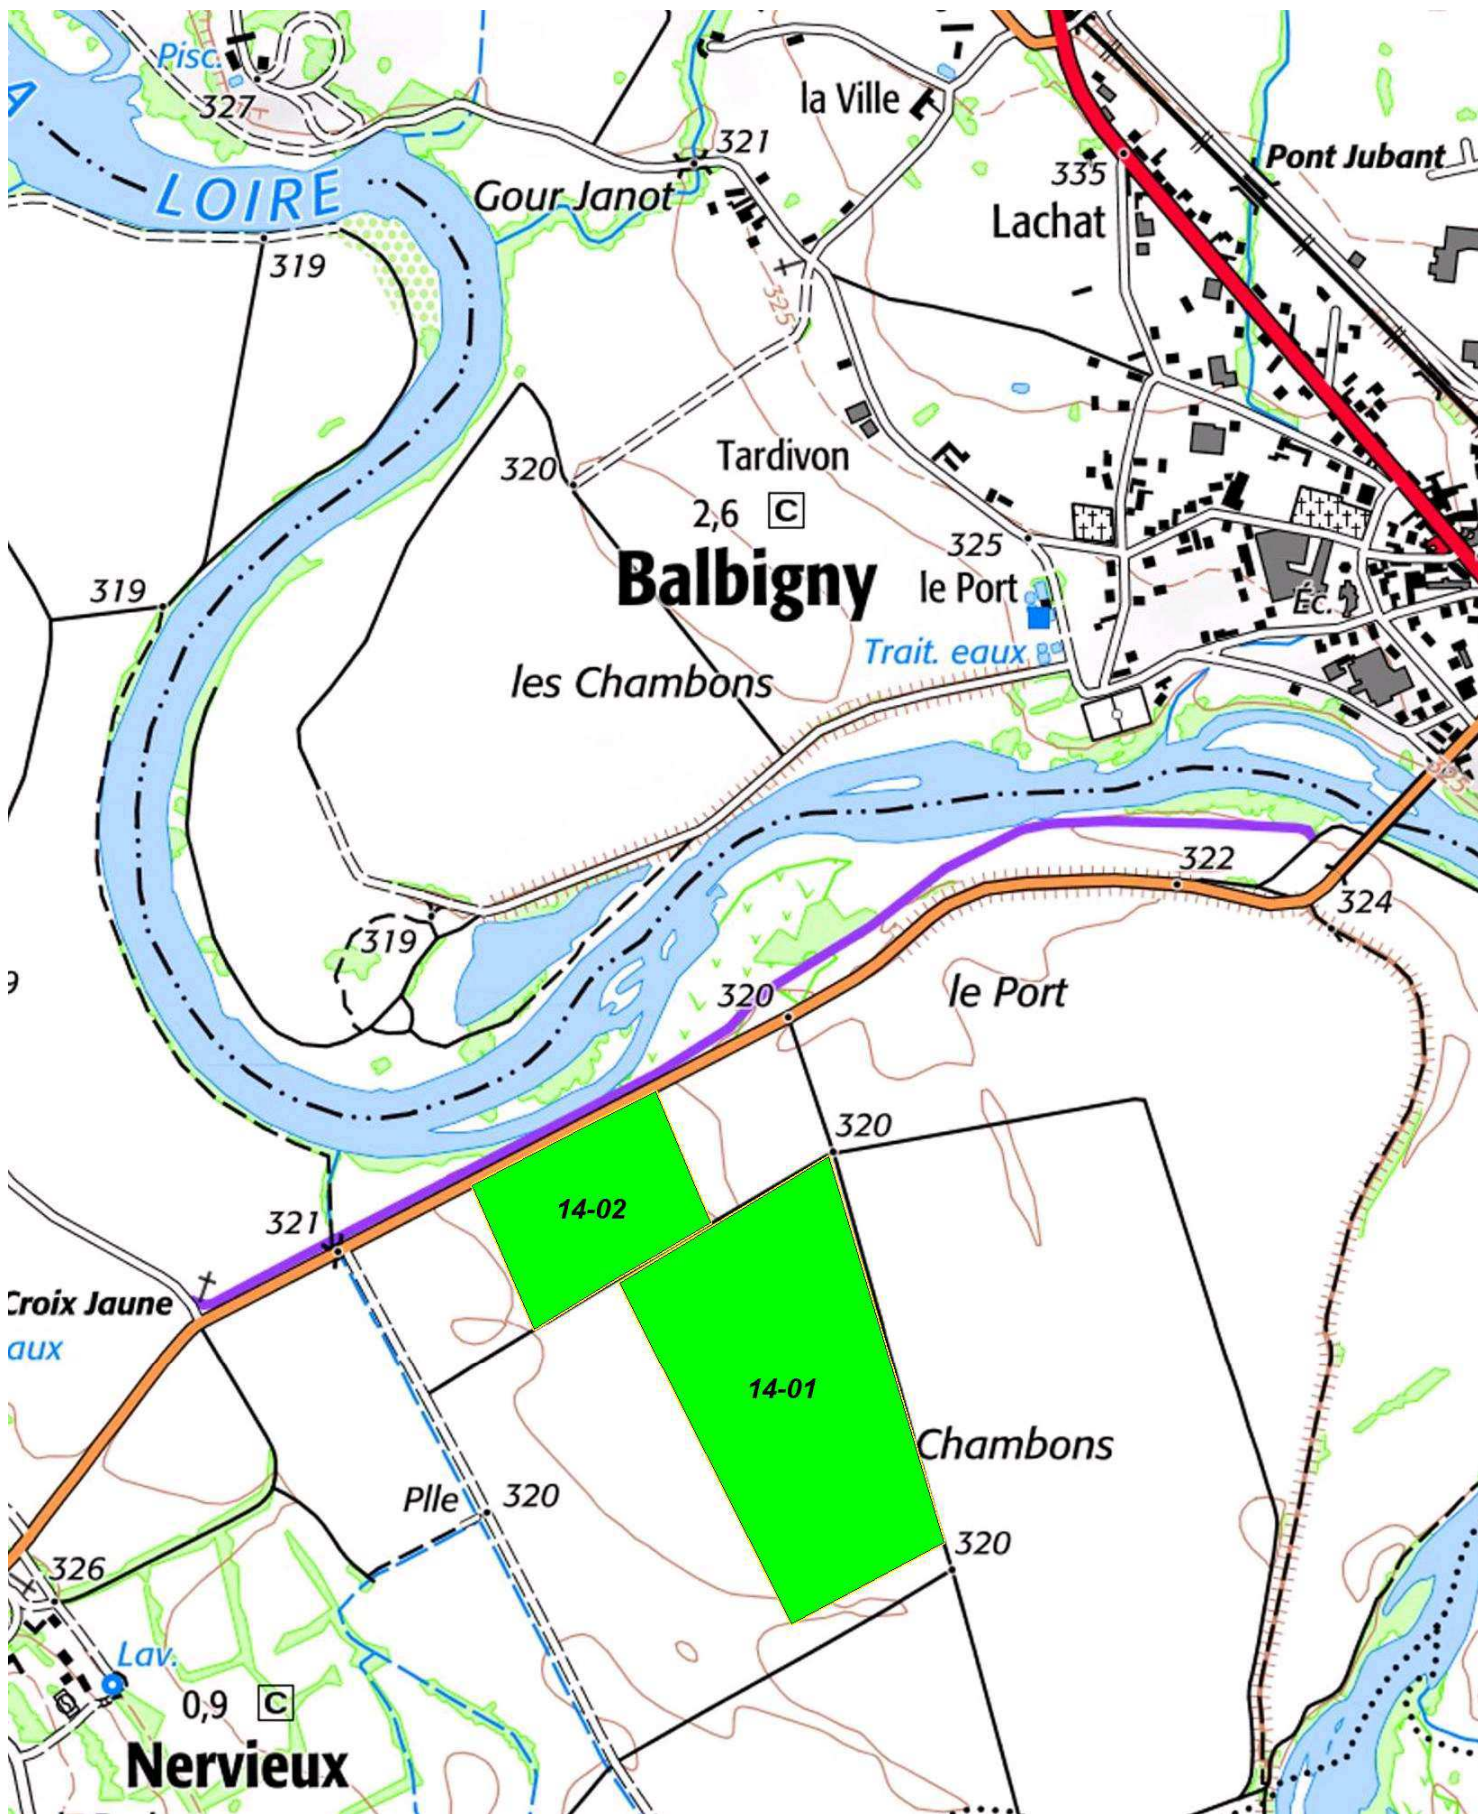 Pisc.
327
la Ville
321
335
Pont Jubant
LOIRE
Gour Janot
Lachat
319
325
320
Tardivon
2,6 C
Balbigny
325
le Port
Éc.
319
Trait. eaux
les Chambons
325
322
324
319
320
le Port
320
14-02
321
Croix Jaune
aux
14-01
Chambons
Plle
320
320
326
Lav.
0,9 C
Nervieux